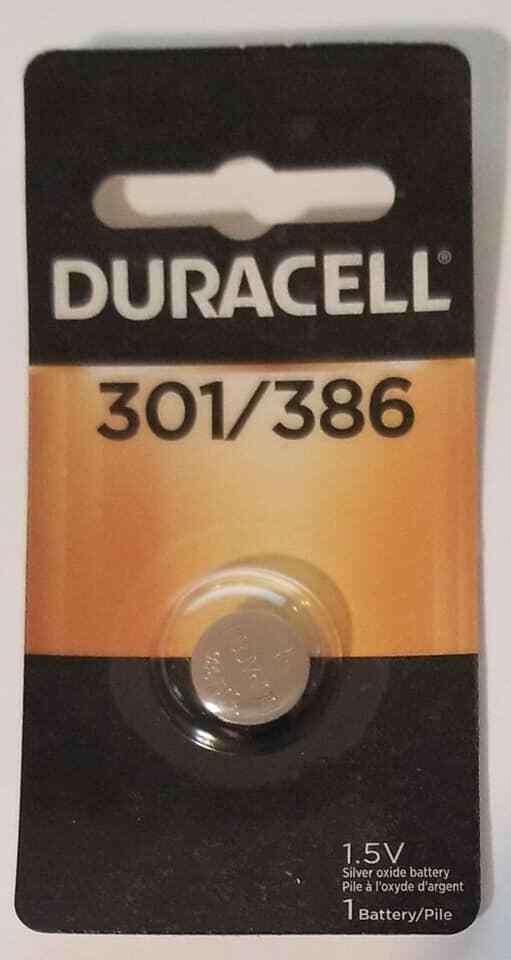 DURACELL®
301/386
1.5V
Silver oxide battery
Pile à l'oxyde d'argent
1 Battery/Pile